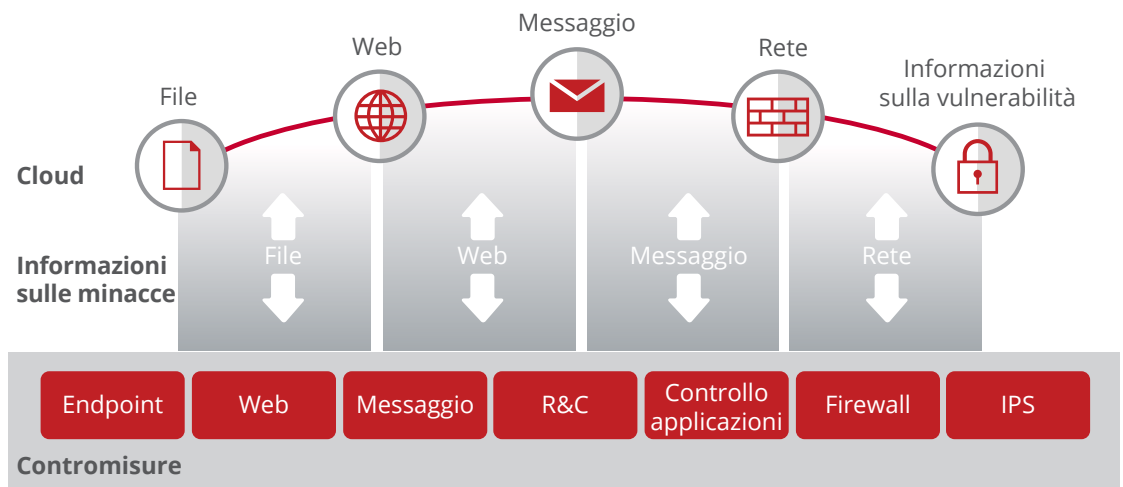 Messaggio
Web
Rete
File
Informazioni
sulla vulnerabilità
Cloud
Informazioni
sulle minacce
File
Web
Messaggio
Rete
Endpoint
Web
Messaggio
R&C
Controllo
applicazioni
Firewall
IPS
Contromisure